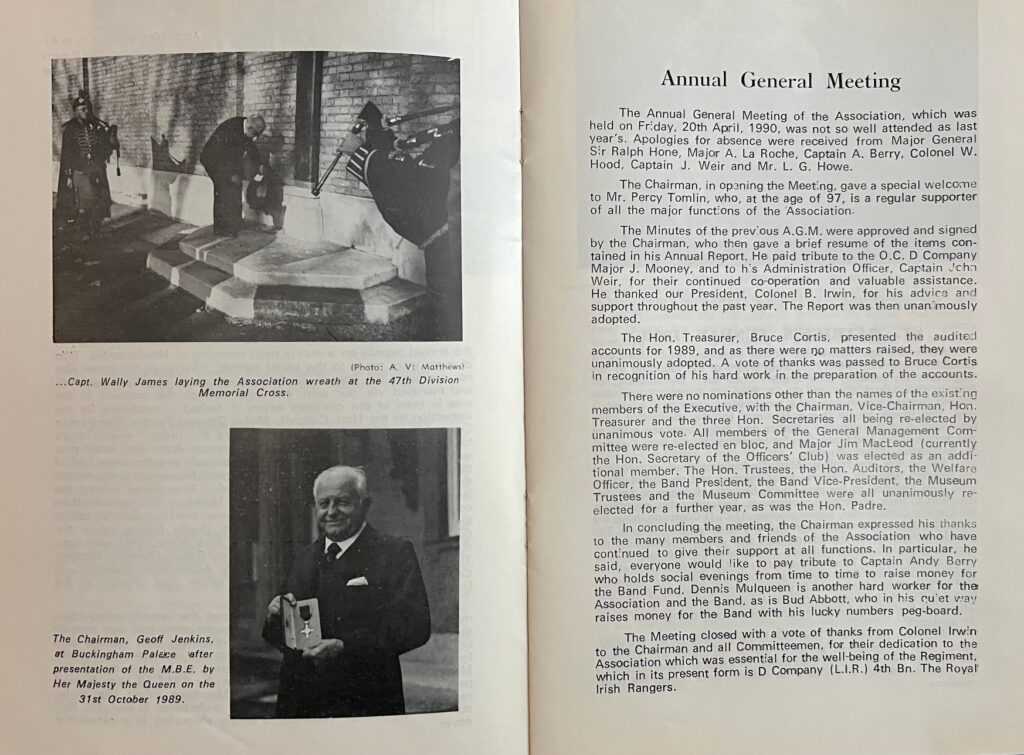 (Photo: A. V: Matthews)
...Capt. Wally James laying the Association wreath at the 47th Division
Memorial Cross.
The Chairman, Geoff Jenkins,
at Buckingham Palace after
presentation of the M.B.E. by
Her Majesty the Queen on the
31st October 1989.
Annual General Meeting
The Annual General Meeting of the Association, which was
held on Friday, 20th April, 1990, was not so well attended as last
year's. Apologies for absence were received from Major General
Sir Ralph Hone, Major A. La Roche, Captain A. Berry, Colonel W.
Hood, Captain J. Weir and Mr. L. G. Howe.
The Chairman, in opening the Meeting, gave a special welcome
to Mr. Percy Tomlin, who, at the age of 97, is a regular supporter
of all the major functions of the Association.
The Minutes of the previous A.G.M. were approved and signed
by the Chairman, who then gave a brief resume of the items con-
tained in his Annual Report. He paid tribute to the O.C. D Company
Major J. Mooney, and to his Administration Officer, Captain John
Weir, for their continued co-operation and valuable assistance.
He thanked our President, Colonel B. Irwin, for his advice and
support throughout the past year. The Report was then unanimously
adopted.
The Hon. Treasurer, Bruce Cortis, presented the audited
accounts for 1989, and as there were no matters raised, they were
unanimously adopted. A vote of thanks was passed to Bruce Cortis
in recognition of his hard work in the preparation of the accounts.
There were no nominations other than the names of the existing
members of the Executive, with the Chairman, Vice-Chairman, Hon.
Treasurer and the three Hon. Secretaries all being re-elected by
unanimous vote. All members of the General Management Com-
mittee were re-elected en bloc, and Major Jim MacLeod (currently
the Hon. Secretary of the Officers' Club) was elected as an addi-
tional member. The Hon. Trustees, the Hon. Auditors, the Welfare
Officer, the Band President, the Band Vice-President, the Museum
Trustees and the Museum Committee were all unanimously re-
elected for a further year, as was the Hon. Padre.
In concluding the meeting, the Chairman expressed his thanks
to the many members and friends of the Association who have
continued to give their support at all functions. In particular, he
said, everyone would like to pay tribute to Captain Andy Berry
who holds social evenings from time to time to raise money for
the Band Fund. Dennis Mulqueen is another hard worker for the
Association and the Band, as is Bud Abbott, who in his quiet way
raises money for the Band with his lucky numbers peg-board.
The Meeting closed with a vote of thanks from Colonel Irwin
to the Chairman and all Committeemen, for their dedication to the
Association which was essential for the well-being of the Regiment,
which in its present form is D Company (L.I.R.) 4th Bn. The Royal
Irish Rangers.